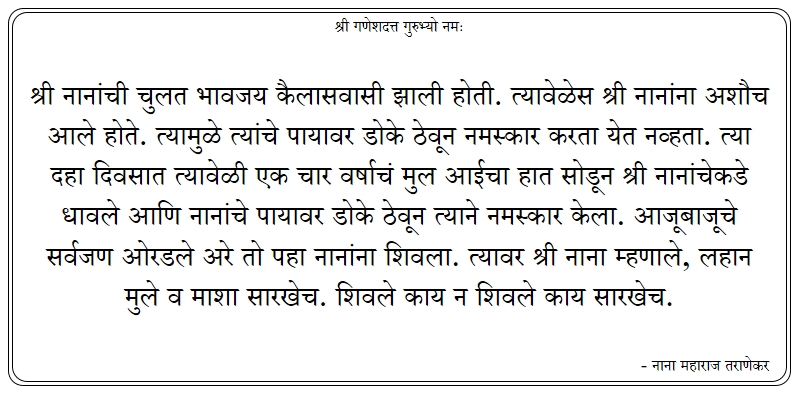 श्री गणेशदत्त गुरुभ्यो नमः
श्री नानांची चुलत भावजय कैलासवासी झाली होती. त्यावेळेस श्री नानांना अशौच
आले होते. त्यामुळे त्यांचे पायावर डोके ठेवून नमस्कार करता येत नव्हता. त्या
दहा दिवसात त्यावेळी एक चार वर्षाचं मुल आईचा हात सोडून श्री नानांचेकडे
धावले आणि नानांचे पायावर डोके ठेवून त्याने नमस्कार केला. आजूबाजूचे
सर्वजण ओरडले अरे तो पहा नानांना शिवला. त्यावर श्री नाना म्हणाले, लहान
मुले व माशा सारखेच. शिवले काय न शिवले काय सारखेच.
- नाना महाराज तराणेकर